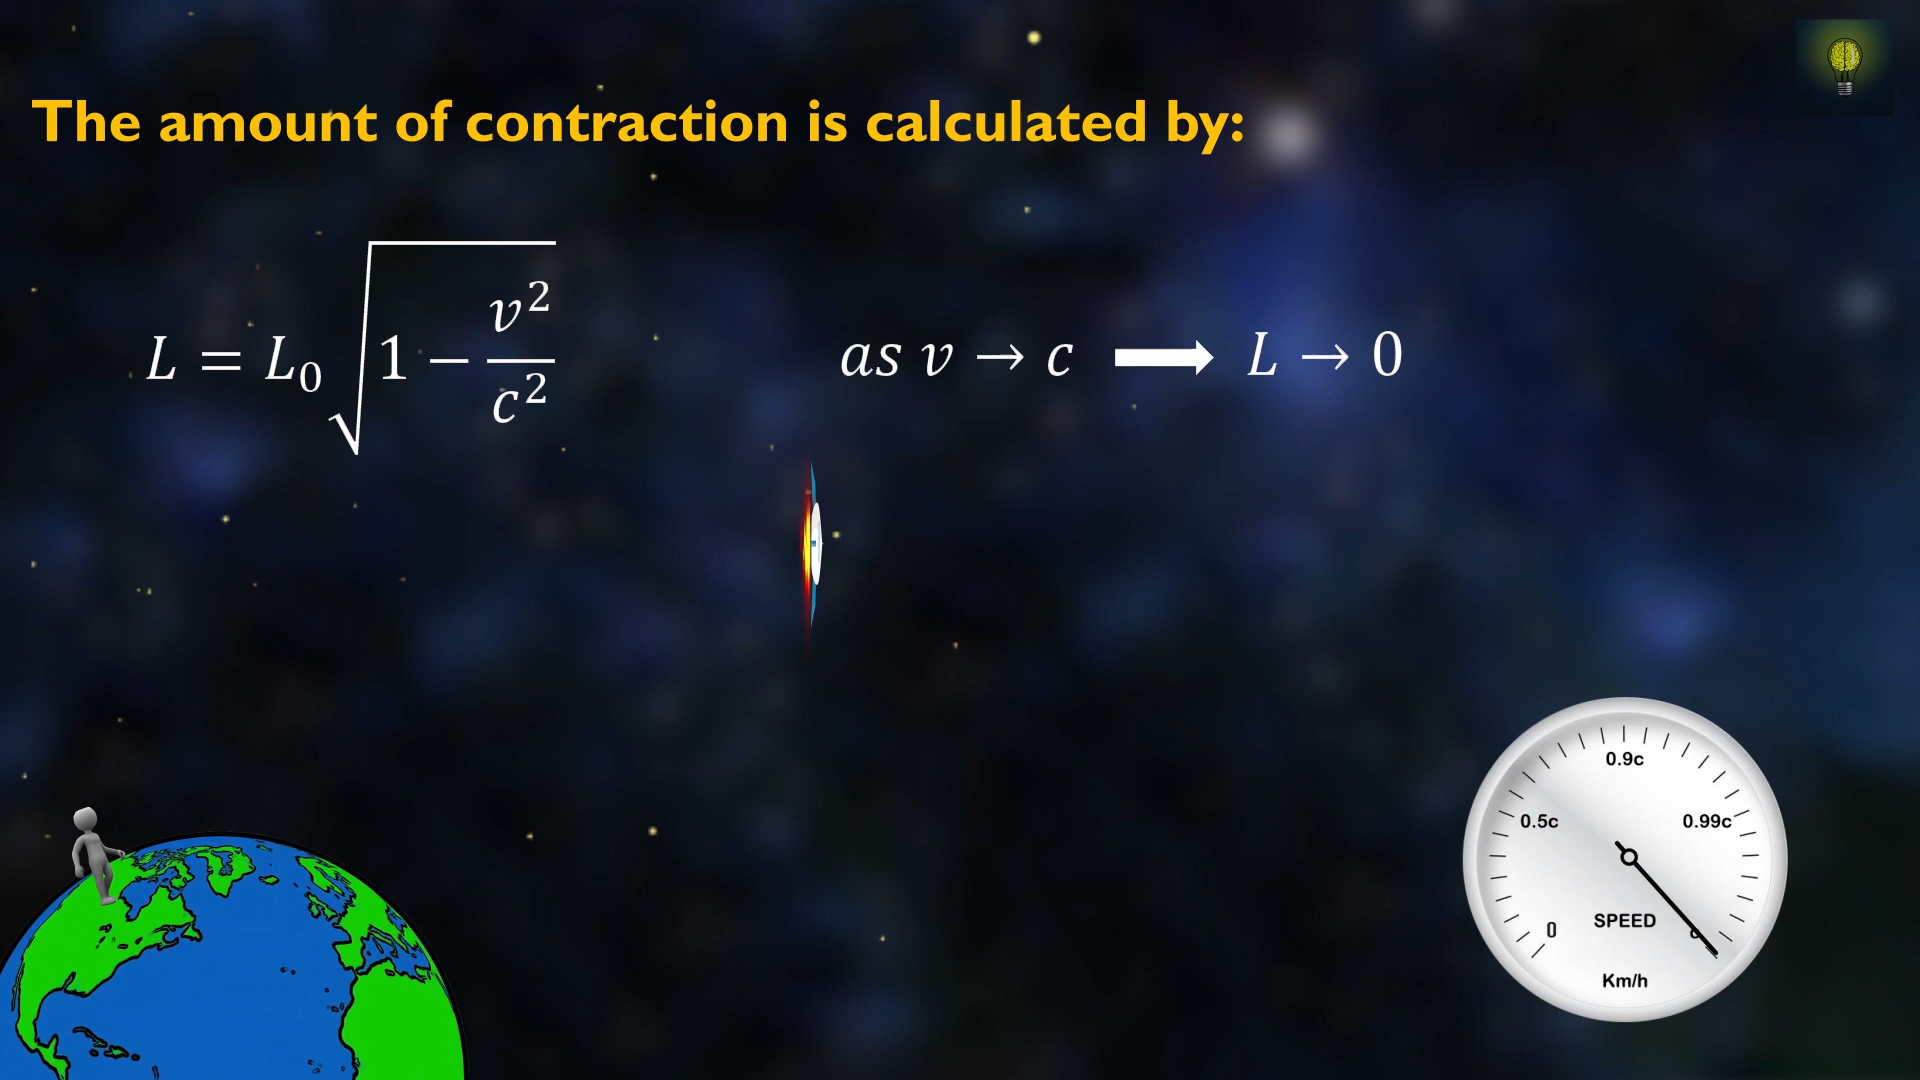 The amount of contraction is calculated by:
L = L₀ √(1 − v²/c²)
as v → c ➡ L → 0
0.9c
0.5c
0.99c
SPEED
0
c
Km/h